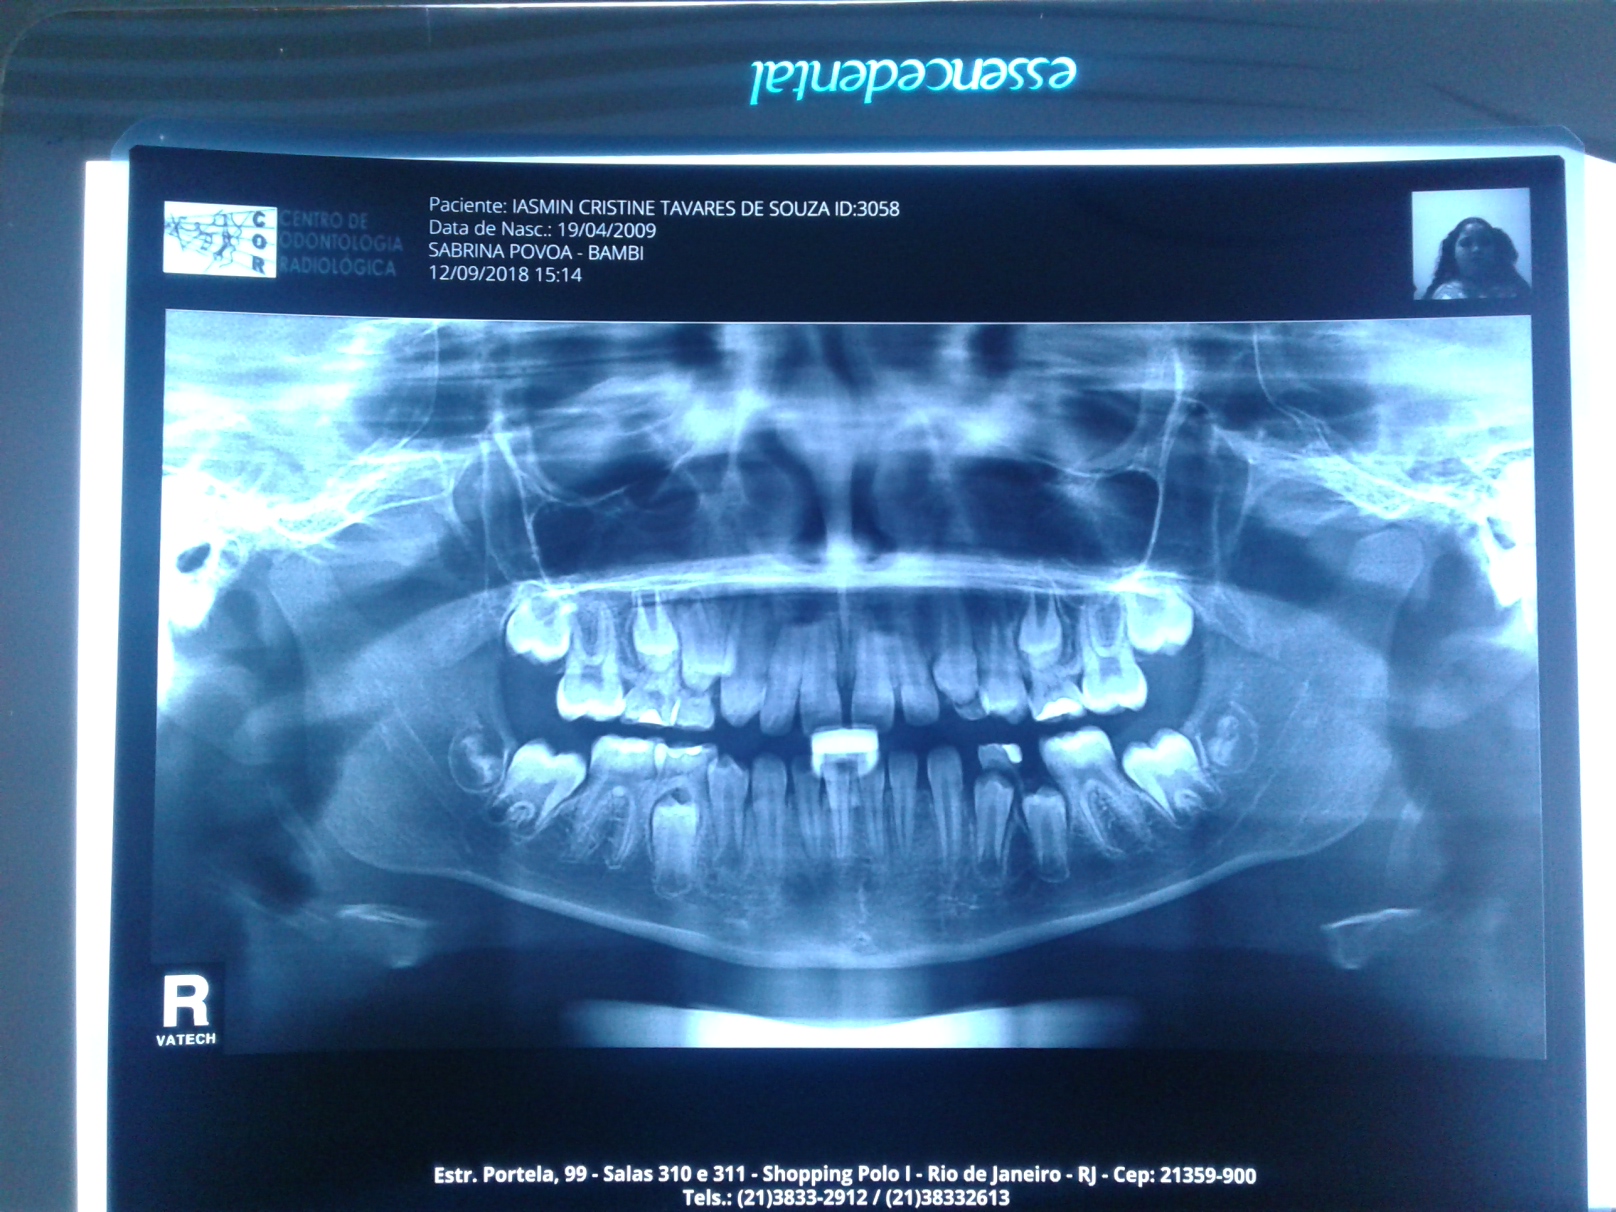 essencedental
COR
CENTRO DE
ODONTOLOGIA
RADIOLÓGICA
Paciente: IASMIN CRISTINE TAVARES DE SOUZA ID:3058
Data de Nasc.: 19/04/2009
SABRINA POVOA - BAMBI
12/09/2018 15:14
R
VATECH
Estr. Portela, 99 - Salas 310 e 311 - Shopping Polo I - Rio de Janeiro - RJ - Cep: 21359-900
Tels.: (21)3833-2912 / (21)38332613